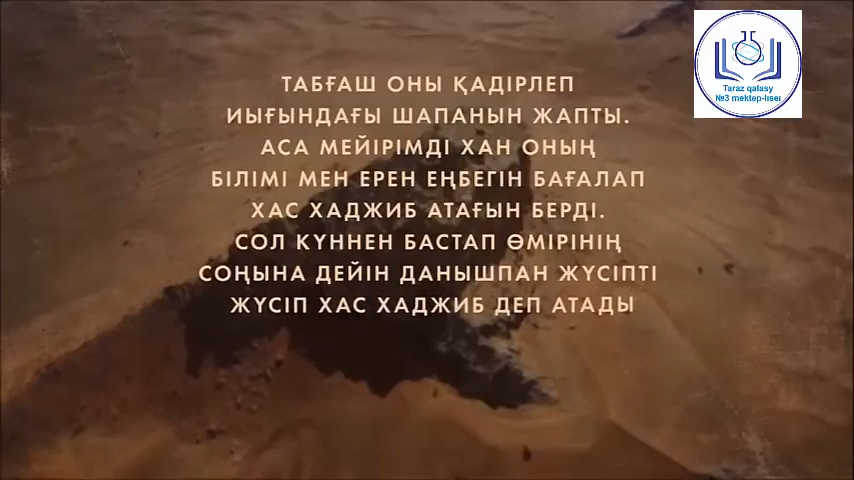 Taraz qalasy
№3 mektep-lıseı
ТАБҒАШ ОНЫ ҚАДІРЛЕП
ИЫҒЫНДАҒЫ ШАПАНЫН ЖАПТЫ.
АСА МЕЙІРІМДІ ХАН ОНЫҢ
БІЛІМІ МЕН ЕРЕН ЕҢБЕГІН БАҒАЛАП
ХАС ХАДЖИБ АТАҒЫН БЕРДІ.
СОЛ КҮННЕН БАСТАП ӨМІРІНІҢ
СОҢЫНА ДЕЙІН ДАНЫШПАН ЖҮСІПТІ
ЖҮСІП ХАС ХАДЖИБ ДЕП АТАДЫ